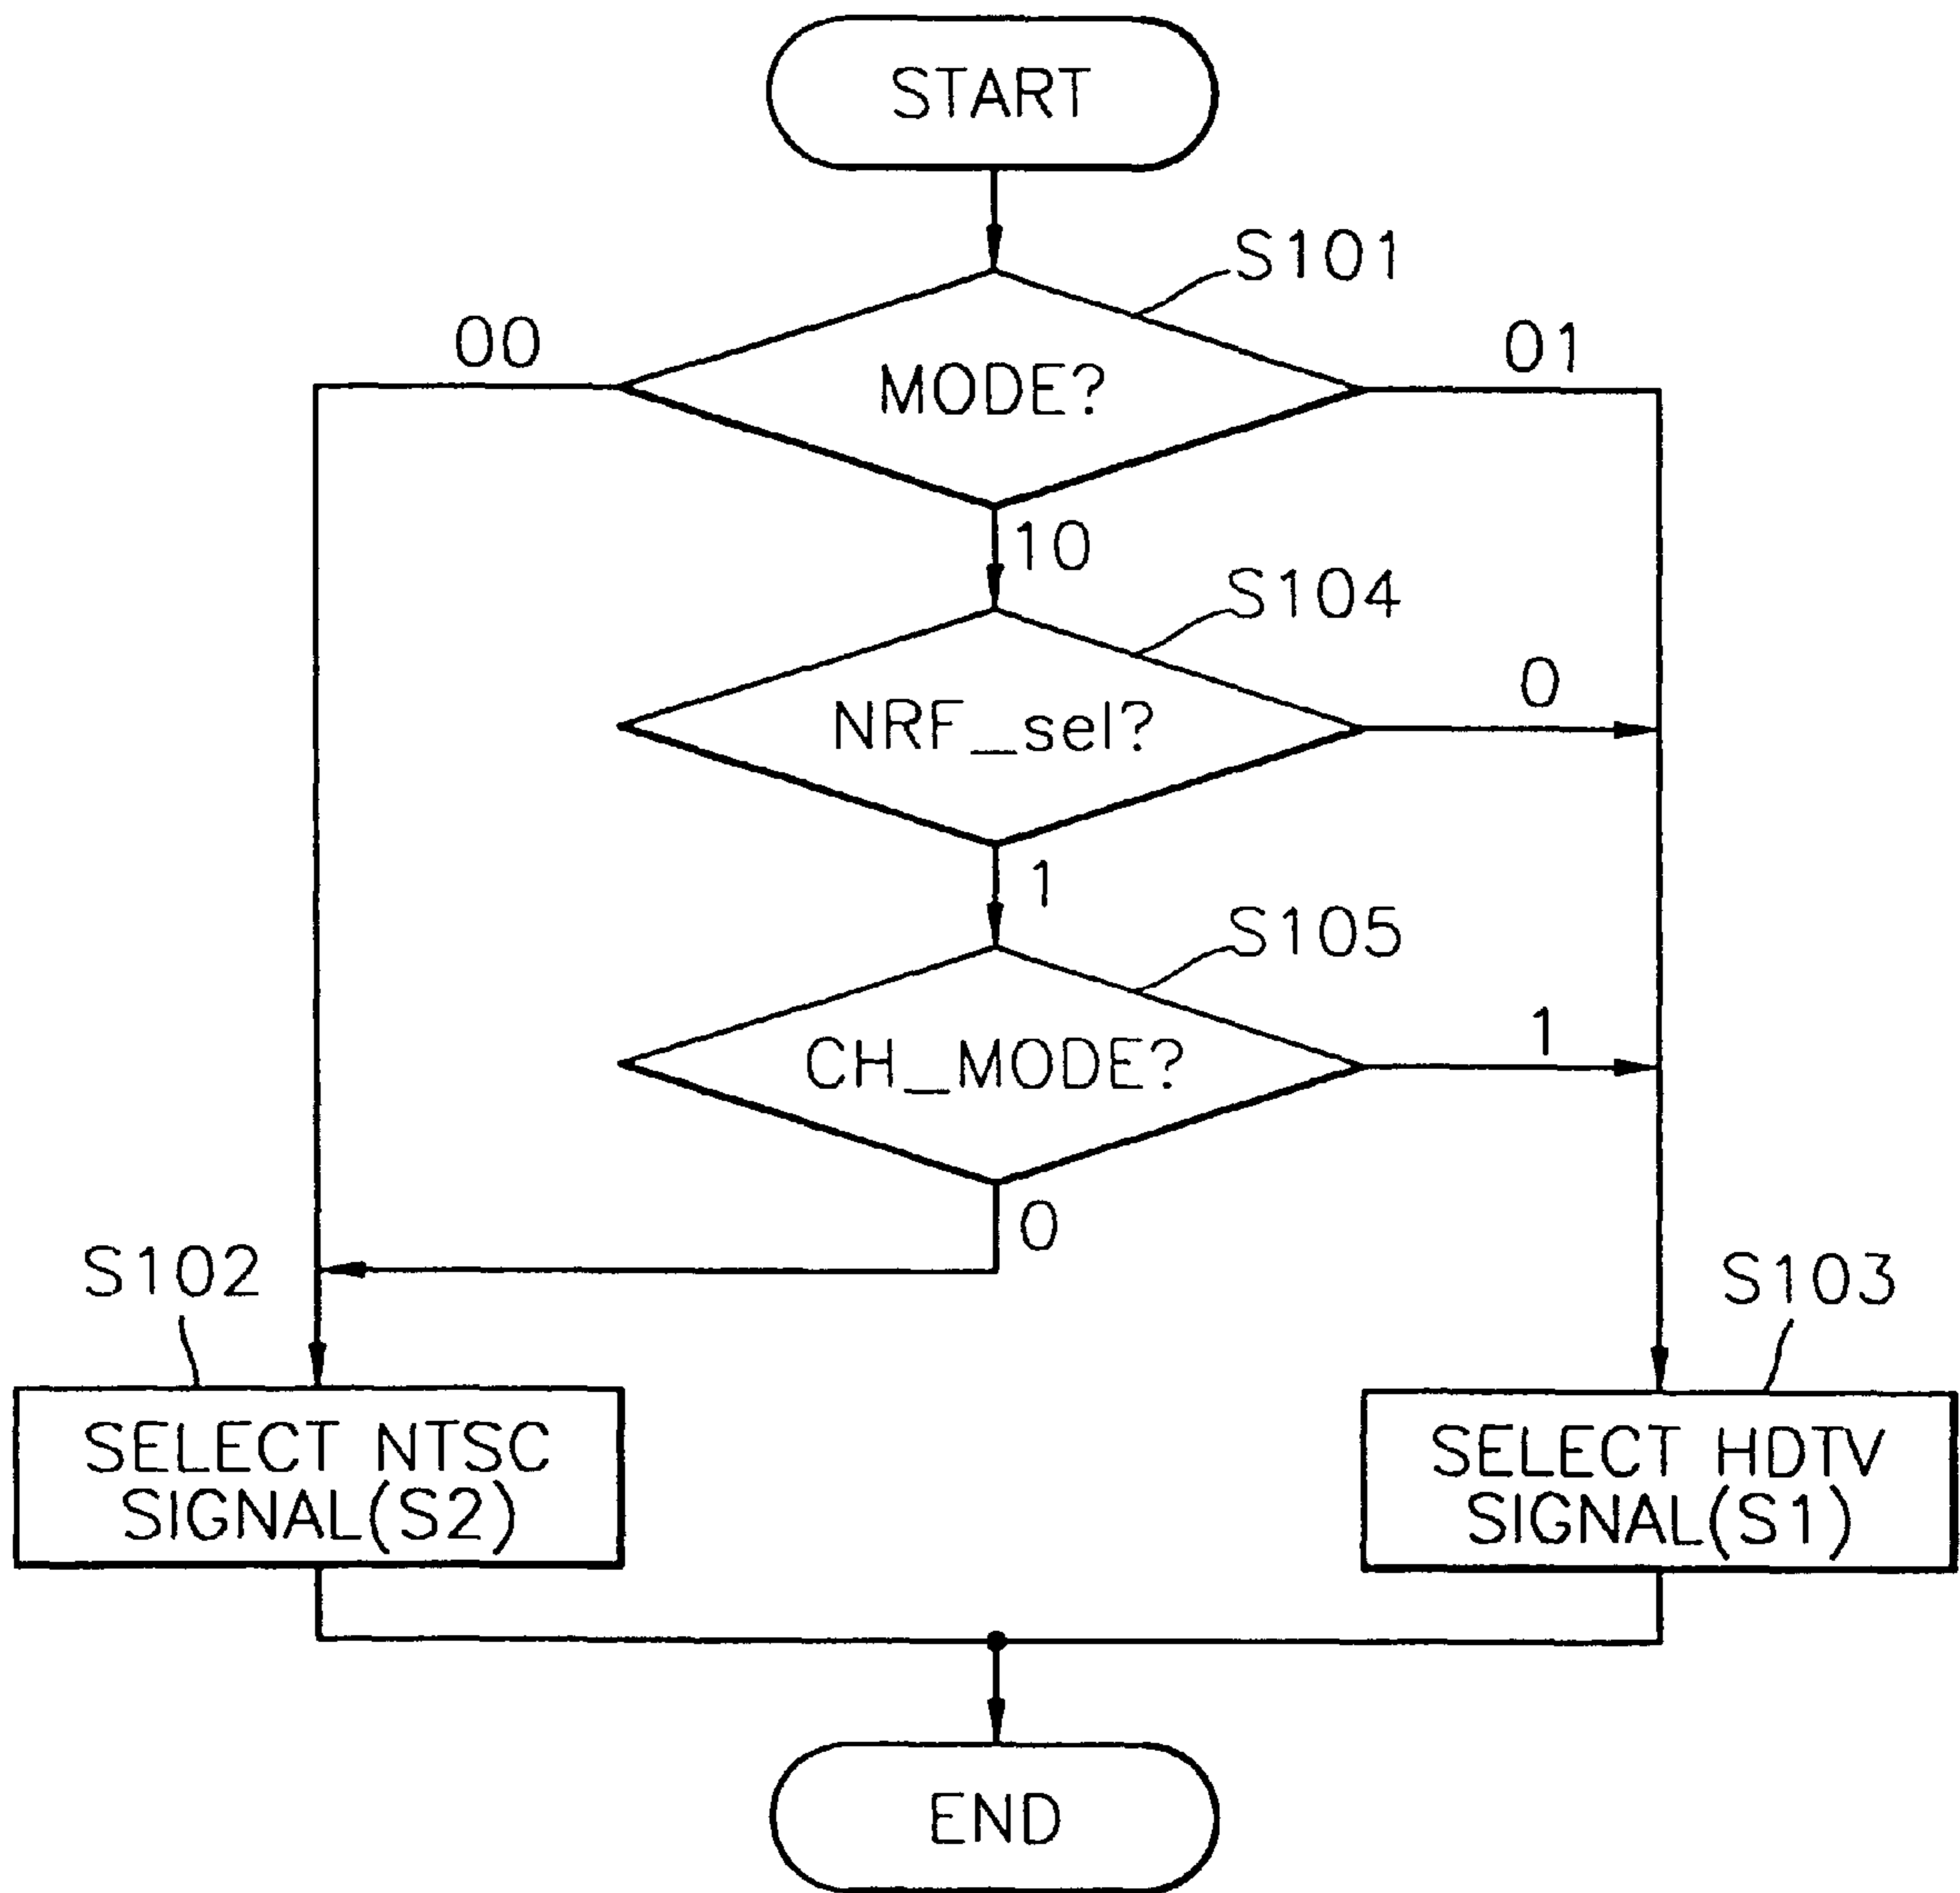 START
S101
00
01
MODE?
10
S104
0
NRF_sel?
1
S105
1
CH_MODE?
0
S102
S103
SELECT NTSC
SIGNAL(S2)
SELECT HDTV
SIGNAL(S1)
END